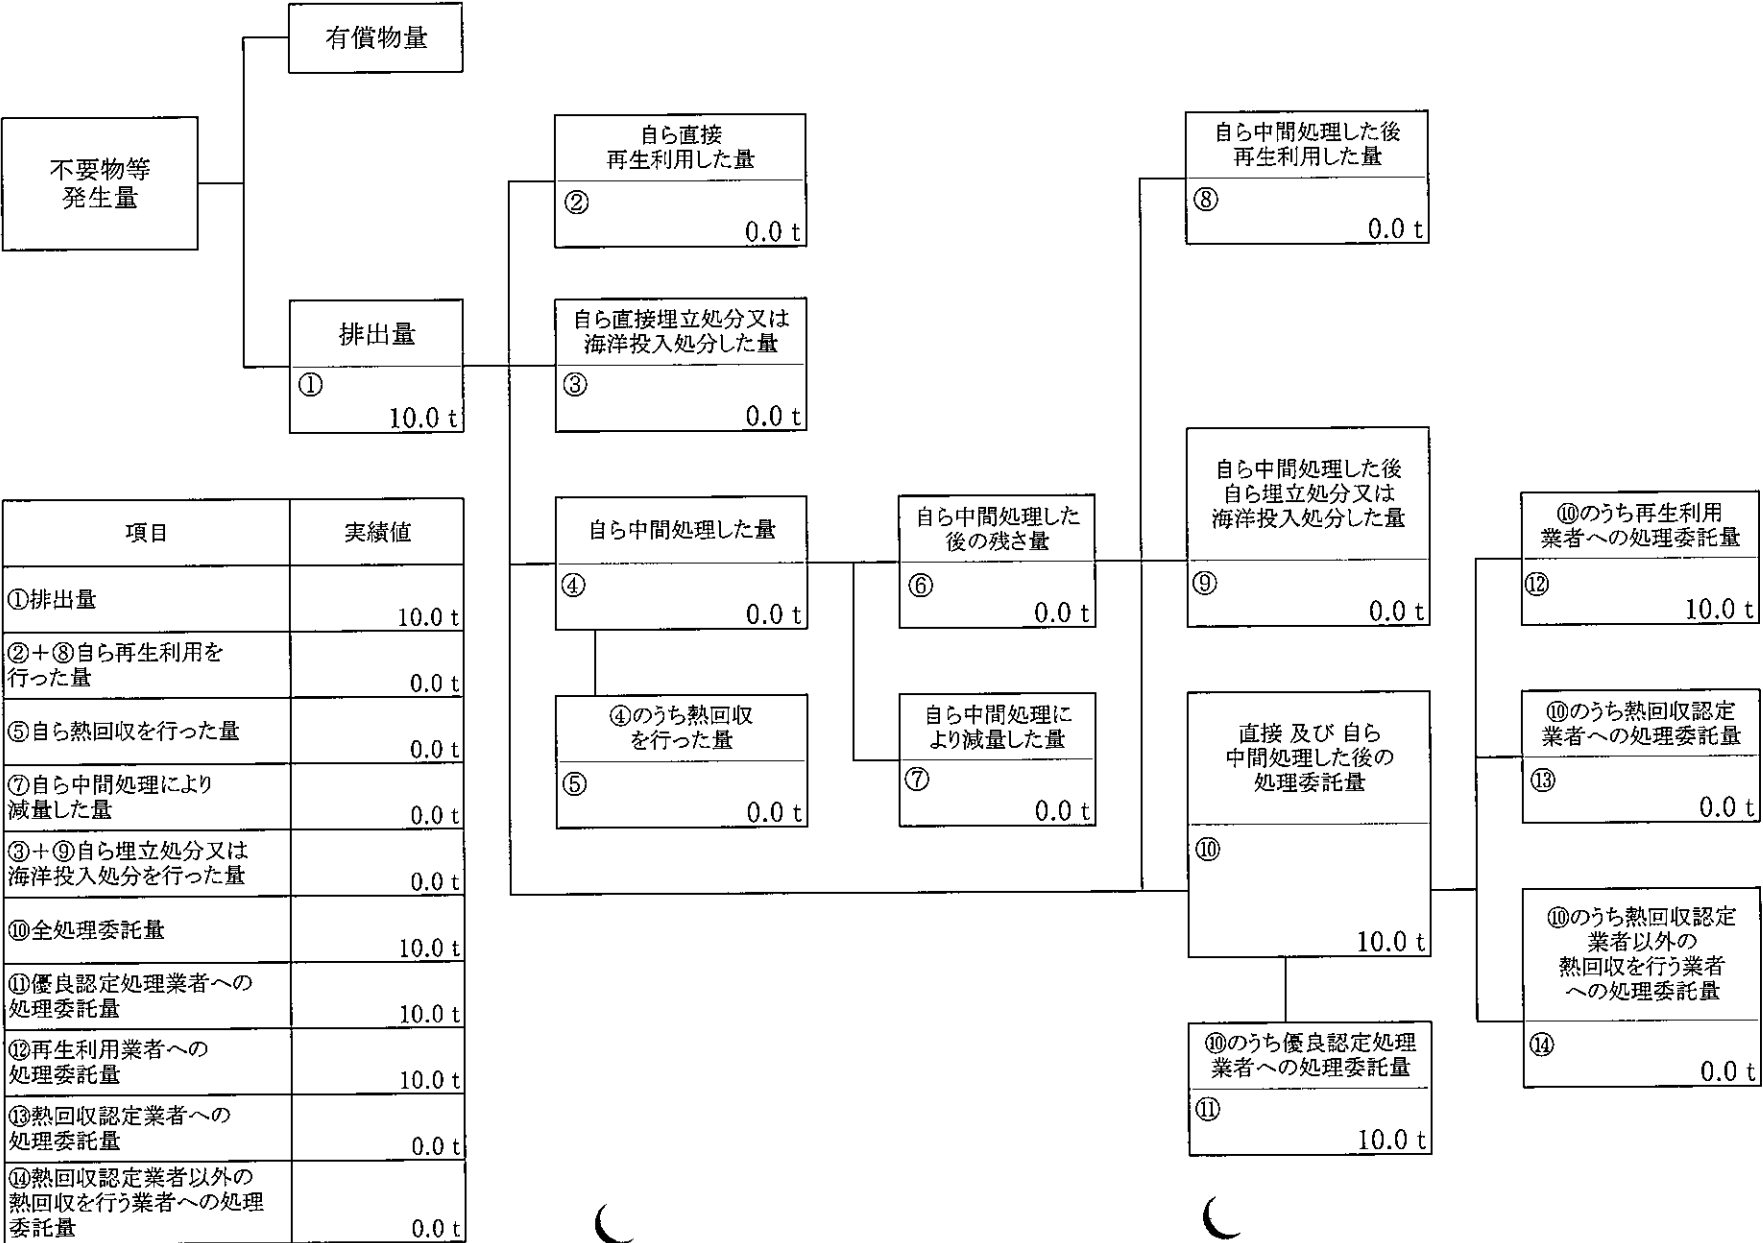 有償物量
不要物等
発生量
排出量
①
10.0 t
自ら直接
再生利用した量
②
0.0 t
自ら直接埋立処分又は
海洋投入処分した量
③
0.0 t
自ら中間処理した量
④
0.0 t
④のうち熱回収
を行った量
⑤
0.0 t
自ら中間処理した
後の残さ量
⑥
0.0 t
自ら中間処理に
より減量した量
⑦
0.0 t
自ら中間処理した後
再生利用した量
⑧
0.0 t
自ら中間処理した後
自ら埋立処分又は
海洋投入処分した量
⑨
0.0 t
直接 及び 自ら
中間処理した後の
処理委託量
⑩
10.0 t
⑩のうち優良認定処理
業者への処理委託量
⑪
10.0 t
⑩のうち再生利用
業者への処理委託量
⑫
10.0 t
⑩のうち熱回収認定
業者への処理委託量
⑬
0.0 t
⑩のうち熱回収認定
業者以外の
熱回収を行う業者
への処理委託量
⑭
0.0 t
項目 実績値
①排出量
10.0 t
②+⑧自ら再生利用を
行った量
0.0 t
⑤自ら熱回収を行った量
0.0 t
⑦自ら中間処理により
減量した量
0.0 t
③+⑨自ら埋立処分又は
海洋投入処分を行った量
0.0 t
⑩全処理委託量
10.0 t
⑪優良認定処理業者への
処理委託量
10.0 t
⑫再生利用業者への
処理委託量
10.0 t
⑬熱回収認定業者への
処理委託量
0.0 t
⑭熱回収認定業者以外の
熱回収を行う業者への処理
委託量
0.0 t